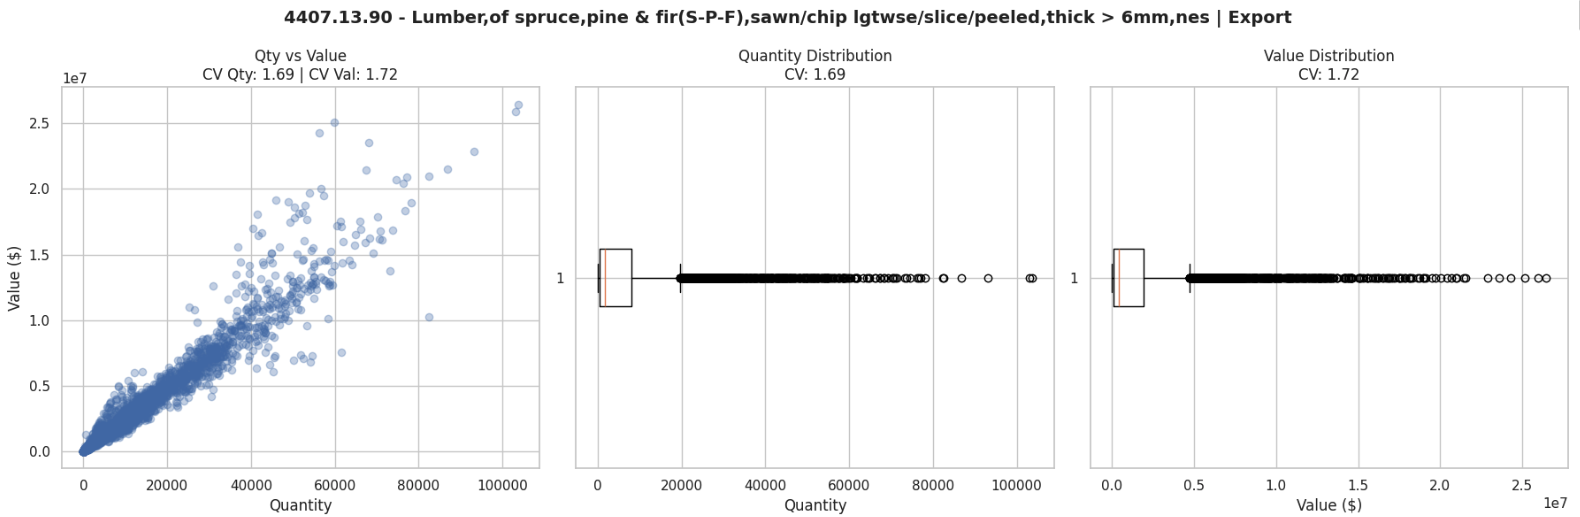 4407.13.90 - Lumber,of spruce,pine & fir(S-P-F),sawn/chip lgtwse/slice/peeled,thick > 6mm,nes | Export
Qty vs Value
CV Qty: 1.69 | CV Val: 1.72
1e7
Value ($)
2.5
2.0
1.5
1.0
0.5
0.0
0 20000 40000 60000 80000 100000
Quantity
Quantity Distribution
CV: 1.69
1
0 20000 40000 60000 80000 100000
Quantity
Value Distribution
CV: 1.72
1
0.0 0.5 1.0 1.5 2.0 2.5
1e7
Value ($)